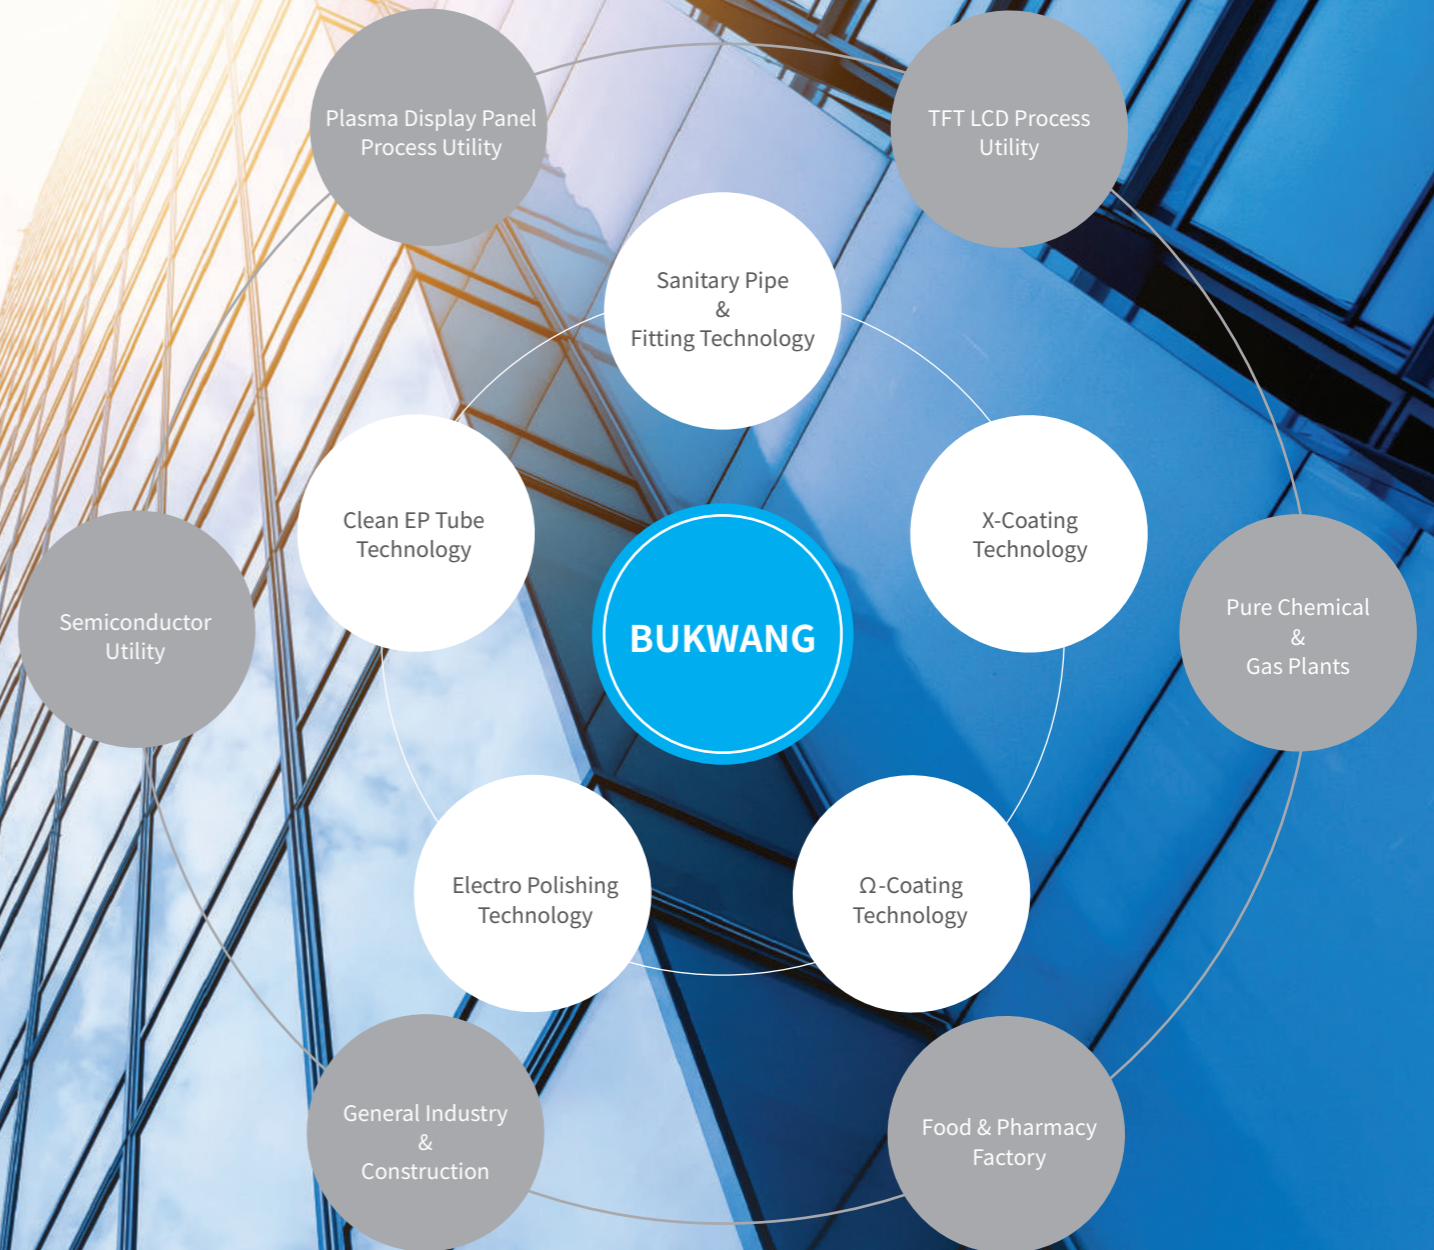 Plasma Display Panel
Process Utility
TFT LCD Process
Utility
Sanitary Pipe
&
Fitting Technology
Clean EP Tube
Technology
X-Coating
Technology
Semiconductor
Utility
BUKWANG
Pure Chemical
&
Gas Plants
Electro Polishing
Technology
Ω-Coating
Technology
General Industry
&
Construction
Food & Pharmacy
Factory